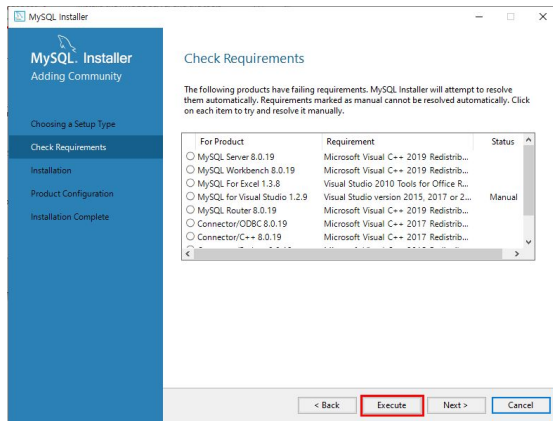 MySQL Installer
MySQL. Installer
Adding Community
Choosing a Setup Type
Check Requirements
Installation
Product Configuration
Installation Complete
Check Requirements
The following products have failing requirements. MySQL Installer will attempt to resolve
them automatically. Requirements marked as manual cannot be resolved automatically. Click
on each item to try and resolve it manually.
For Product Requirement Status
MySQL Server 8.0.19 Microsoft Visual C++ 2019 Redistrib...
MySQL Workbench 8.0.19 Microsoft Visual C++ 2019 Redistrib...
MySQL For Excel 1.3.8 Visual Studio 2010 Tools for Office R...
MySQL for Visual Studio 1.2.9 Visual Studio version 2015, 2017 or 2... Manual
MySQL Router 8.0.19 Microsoft Visual C++ 2019 Redistrib...
Connector/ODBC 8.0.19 Microsoft Visual C++ 2017 Redistrib...
Connector/C++ 8.0.19 Microsoft Visual C++ 2017 Redistrib...
< Back Execute Next > Cancel